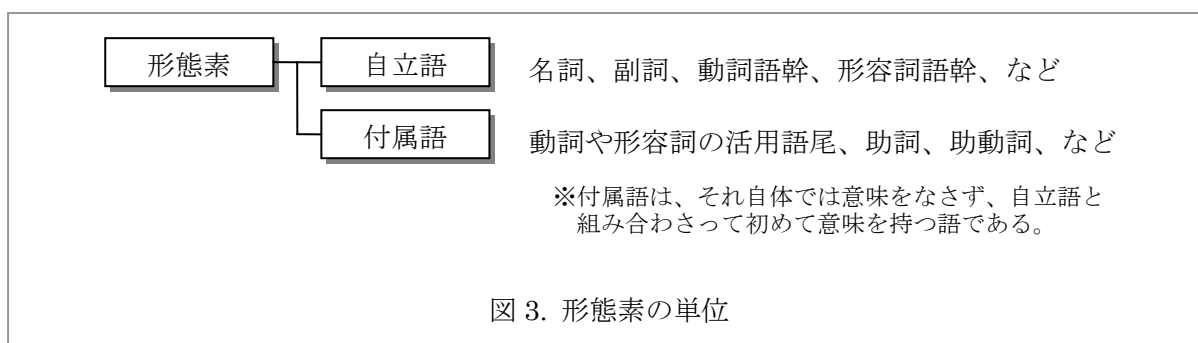 形態素
自立語
名詞、副詞、動詞語幹、形容詞語幹、など
付属語
動詞や形容詞の活用語尾、助詞、助動詞、など
※付属語は、それ自体では意味をなさず、自立語と
組み合わさって初めて意味を持つ語である。
図 3. 形態素の単位